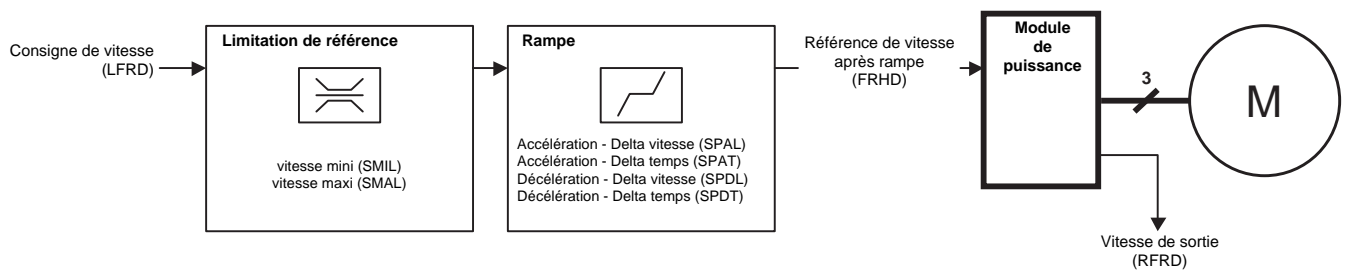 Consigne de vitesse
(LFRD)
Limitation de référence
vitesse mini (SMIL)
vitesse maxi (SMAL)
Rampe
Accélération - Delta vitesse (SPAL)
Accélération - Delta temps (SPAT)
Décélération - Delta vitesse (SPDL)
Décélération - Delta temps (SPDT)
Référence de vitesse
après rampe
(FRHD)
Module
de
puissance
3
M
Vitesse de sortie
(RFRD)